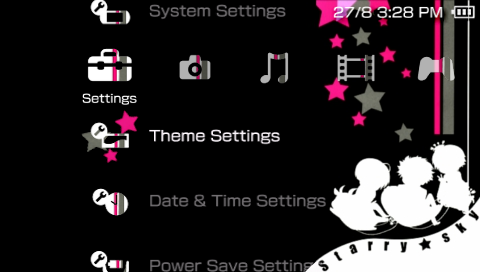 System Settings
27/8 3:28 PM
Settings
Theme Settings
Date & Time Settings
Power Save Settings
Starry★sky